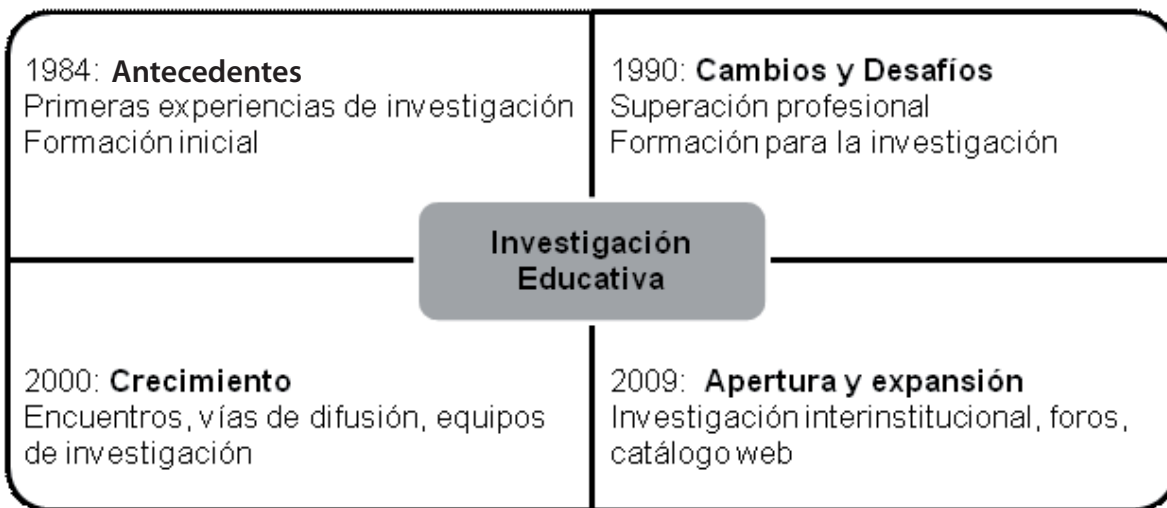 1984: Antecedentes
Primeras experiencias de investigación
Formación inicial
1990: Cambios y Desafíos
Superación profesional
Formación para la investigación
Investigación
Educativa
2000: Crecimiento
Encuentros, vías de difusión, equipos
de investigación
2009: Apertura y expansión
Investigación interinstitucional, foros,
catálogo web